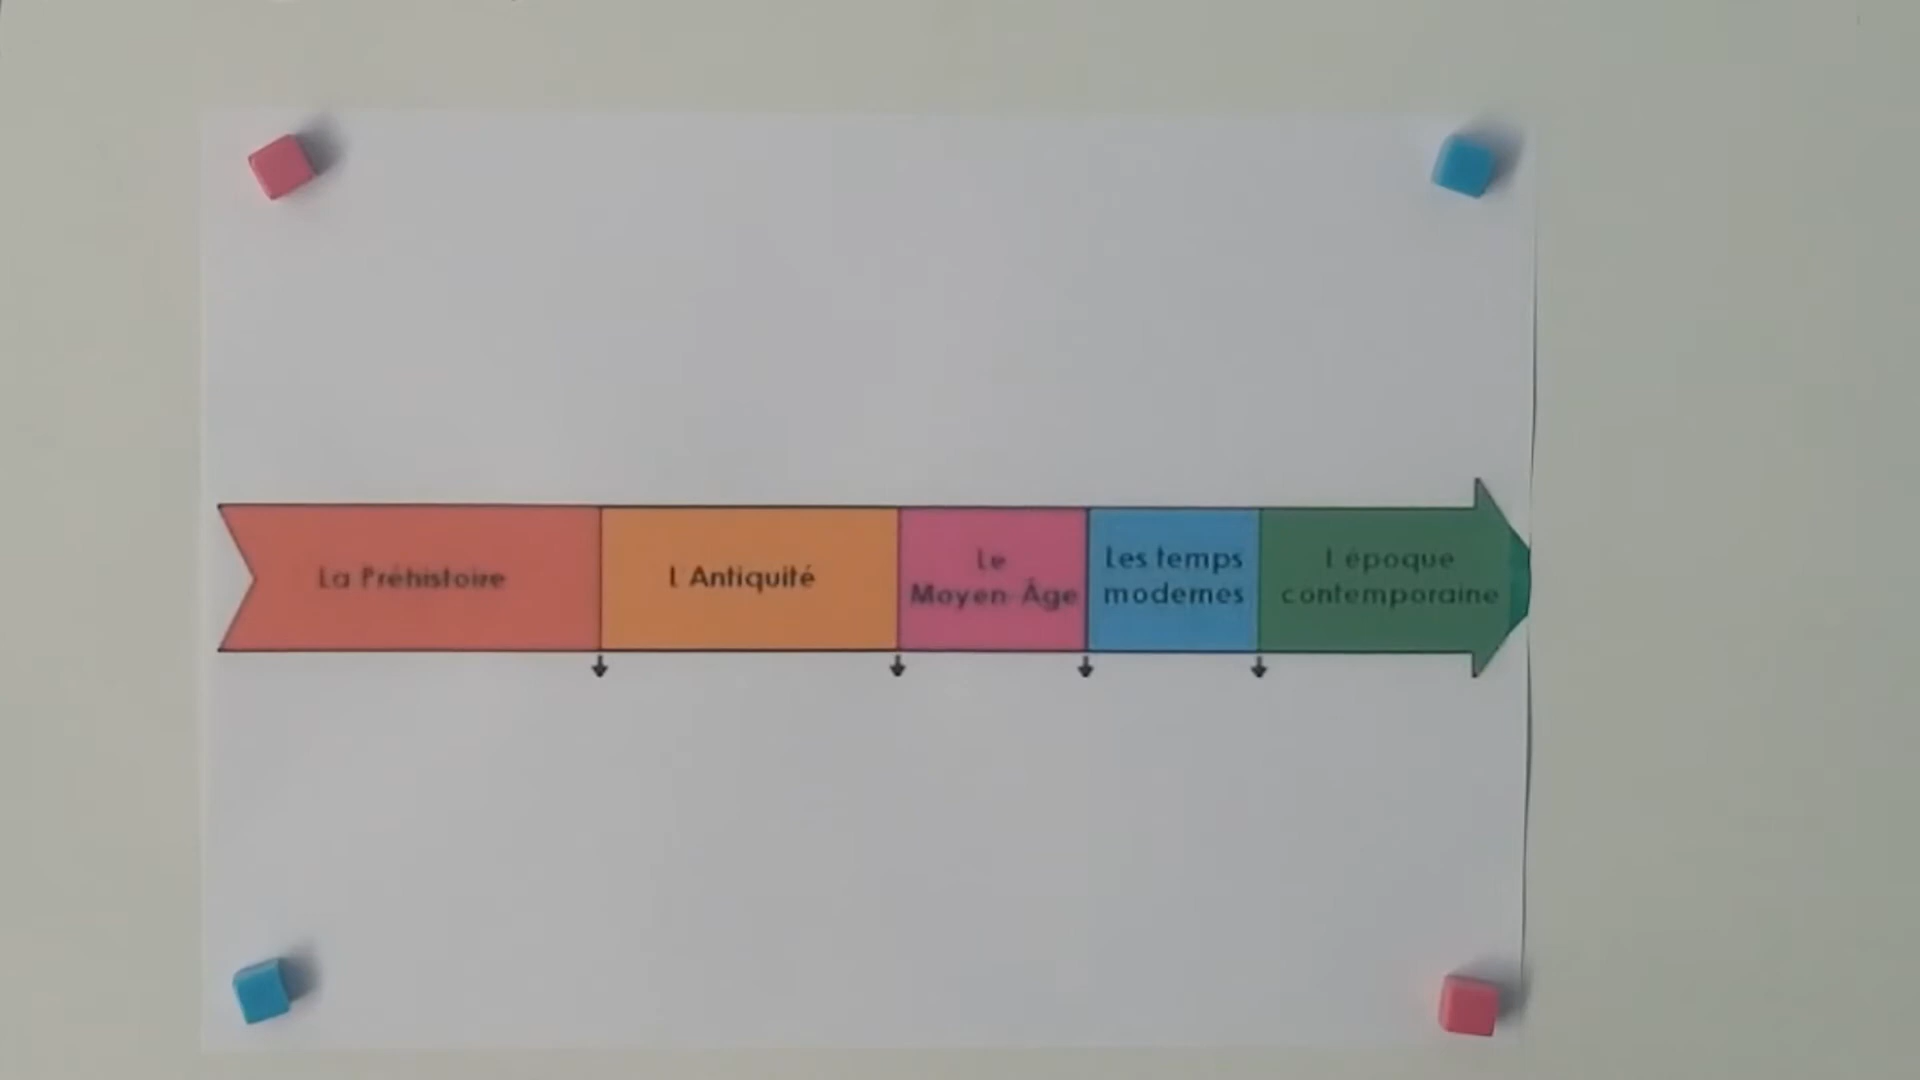 La Préhistoire
L Antiquité
Le
Moyen-Âge
Les temps
modernes
L époque
contemporaine